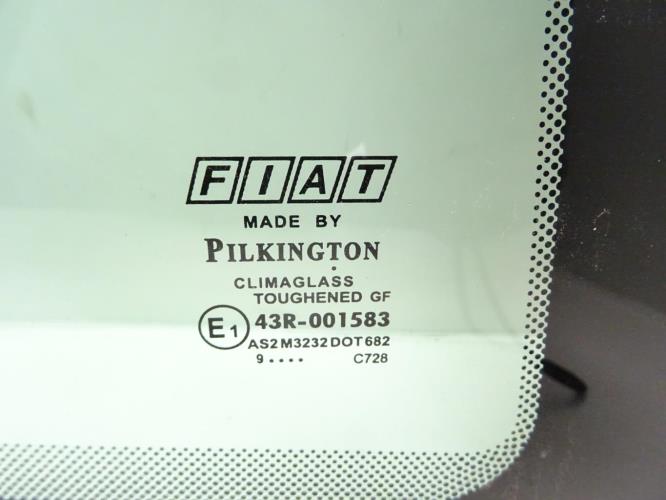 FIAT
MADE BY
PILKINGTON
CLIMAGLASS
TOUGHENED GF
E1 43R-001583
AS2 M3232 DOT 682
9 •••• C728